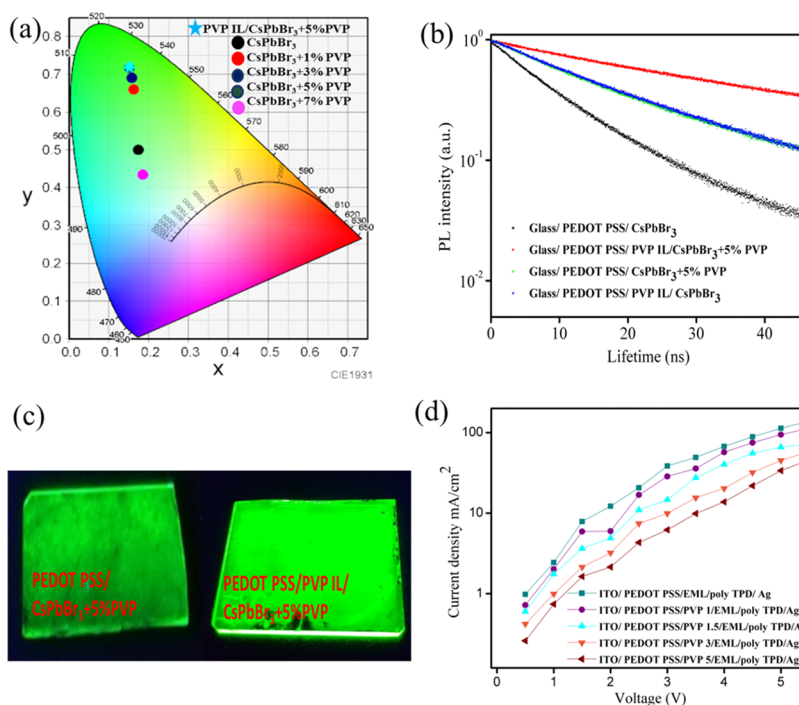 (a)
PVP IL/CsPbBr₃+5%PVP
CsPbBr₃
CsPbBr₃+1% PVP
CsPbBr₃+3% PVP
CsPbBr₃+5% PVP
CsPbBr₃+7% PVP
510
520
530
540
550
560
570
580
590
600
610
620
630
650
500
490
480
470
460
450
y
0.8
0.7
0.6
0.5
0.4
0.3
0.2
0.1
0.0
0.0 0.1 0.2 0.3 0.4 0.5 0.6 0.7
x
CIE1931
(b)
PL intensity (a.u.)
10⁰
10⁻¹
10⁻²
Glass/ PEDOT PSS/ CsPbBr₃
Glass/ PEDOT PSS/ PVP IL/CsPbBr₃+5% PVP
Glass/ PEDOT PSS/ CsPbBr₃+5% PVP
Glass/ PEDOT PSS/ PVP IL/ CsPbBr₃
0 10 20 30 40
Lifetime (ns)
(c)
PEDOT PSS/
CsPbBr₃+5%PVP
PEDOT PSS/PVP IL/
CsPbBr₃+5%PVP
(d)
Current density mA/cm²
100
10
1
ITO/ PEDOT PSS/EML/poly TPD/ Ag
ITO/ PEDOT PSS/PVP 1/EML/poly TPD/Ag
ITO/ PEDOT PSS/PVP 1.5/EML/poly TPD/A
ITO/ PEDOT PSS/PVP 3/EML/poly TPD/Ag
ITO/ PEDOT PSS/PVP 5/EML/poly TPD/Ag
0 1 2 3 4 5
Voltage (V)